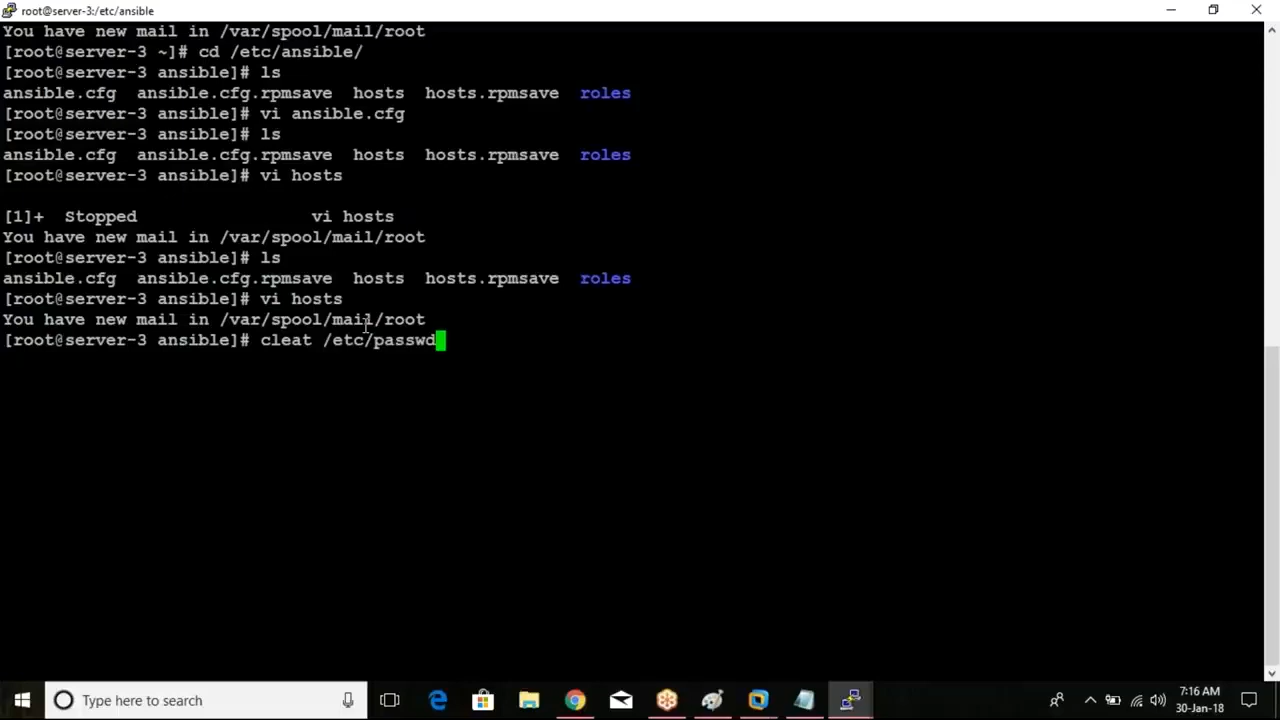 root@server-3:/etc/ansible
You have new mail in /var/spool/mail/root
[root@server-3 ~]# cd /etc/ansible/
[root@server-3 ansible]# ls
ansible.cfg  ansible.cfg.rpmsave  hosts  hosts.rpmsave  roles
[root@server-3 ansible]# vi ansible.cfg
[root@server-3 ansible]# ls
ansible.cfg  ansible.cfg.rpmsave  hosts  hosts.rpmsave  roles
[root@server-3 ansible]# vi hosts
[1]+  Stopped                 vi hosts
You have new mail in /var/spool/mail/root
[root@server-3 ansible]# ls
ansible.cfg  ansible.cfg.rpmsave  hosts  hosts.rpmsave  roles
[root@server-3 ansible]# vi hosts
You have new mail in /var/spool/mail/root
[root@server-3 ansible]# cleat /etc/passwd
Type here to search
7:16 AM
30-Jan-18